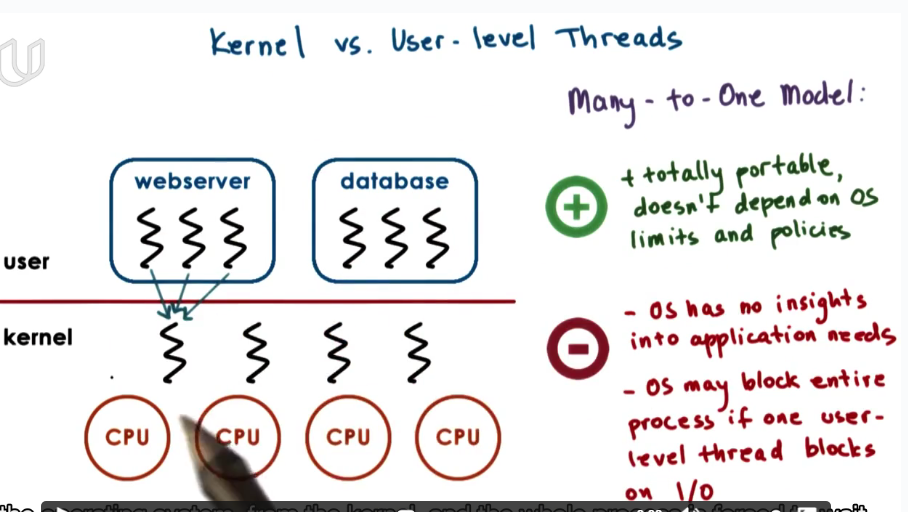 Kernel vs. User-level Threads
Many-to-One Model:
webserver
database
+ totally portable,
doesn't depend on OS
limits and policies
user
kernel
- OS has no insights
into application needs
- OS may block entire
process if one user-
level thread blocks
on I/O
CPU
CPU
CPU
CPU